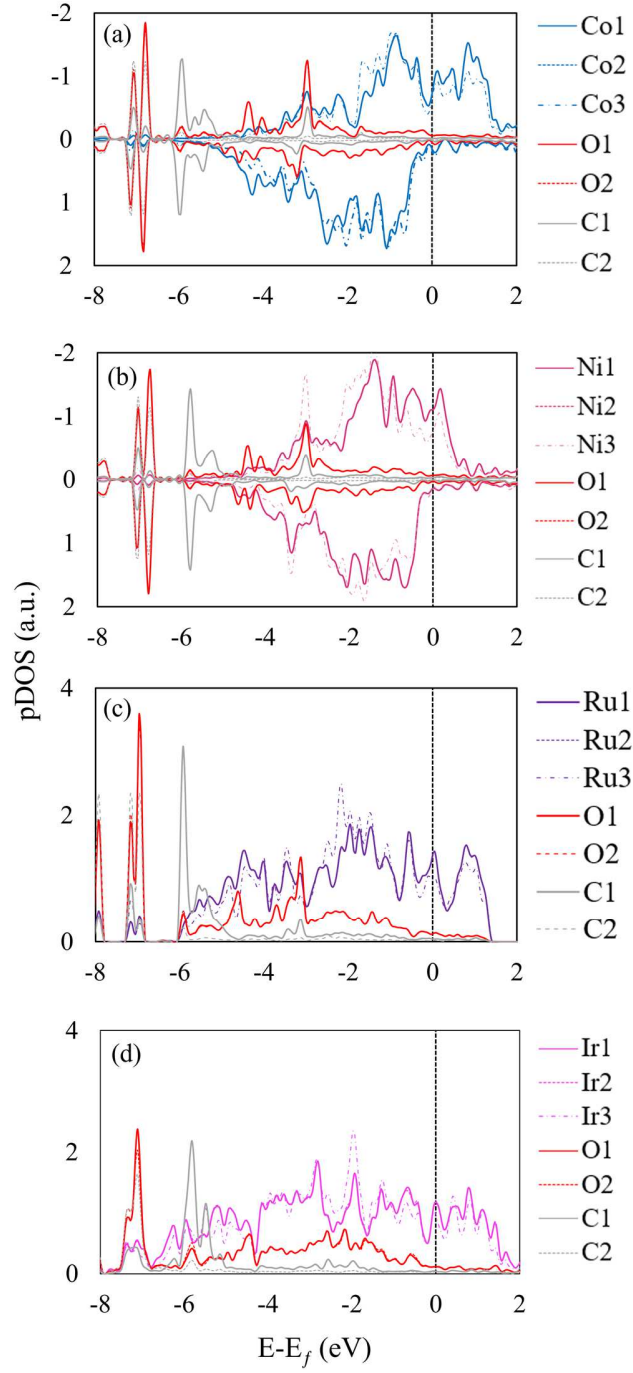 (a)
-2
-1
0
1
2
-8
-6
-4
-2
0
2
Co1
Co2
Co3
O1
O2
C1
C2
(b)
-2
-1
0
1
2
-8
-6
-4
-2
0
2
Ni1
Ni2
Ni3
O1
O2
C1
C2
pDOS (a.u.)
(c)
4
2
0
-8
-6
-4
-2
0
2
Ru1
Ru2
Ru3
O1
O2
C1
C2
(d)
4
2
0
-8
-6
-4
-2
0
2
Ir1
Ir2
Ir3
O1
O2
C1
C2
E-Ef (eV)